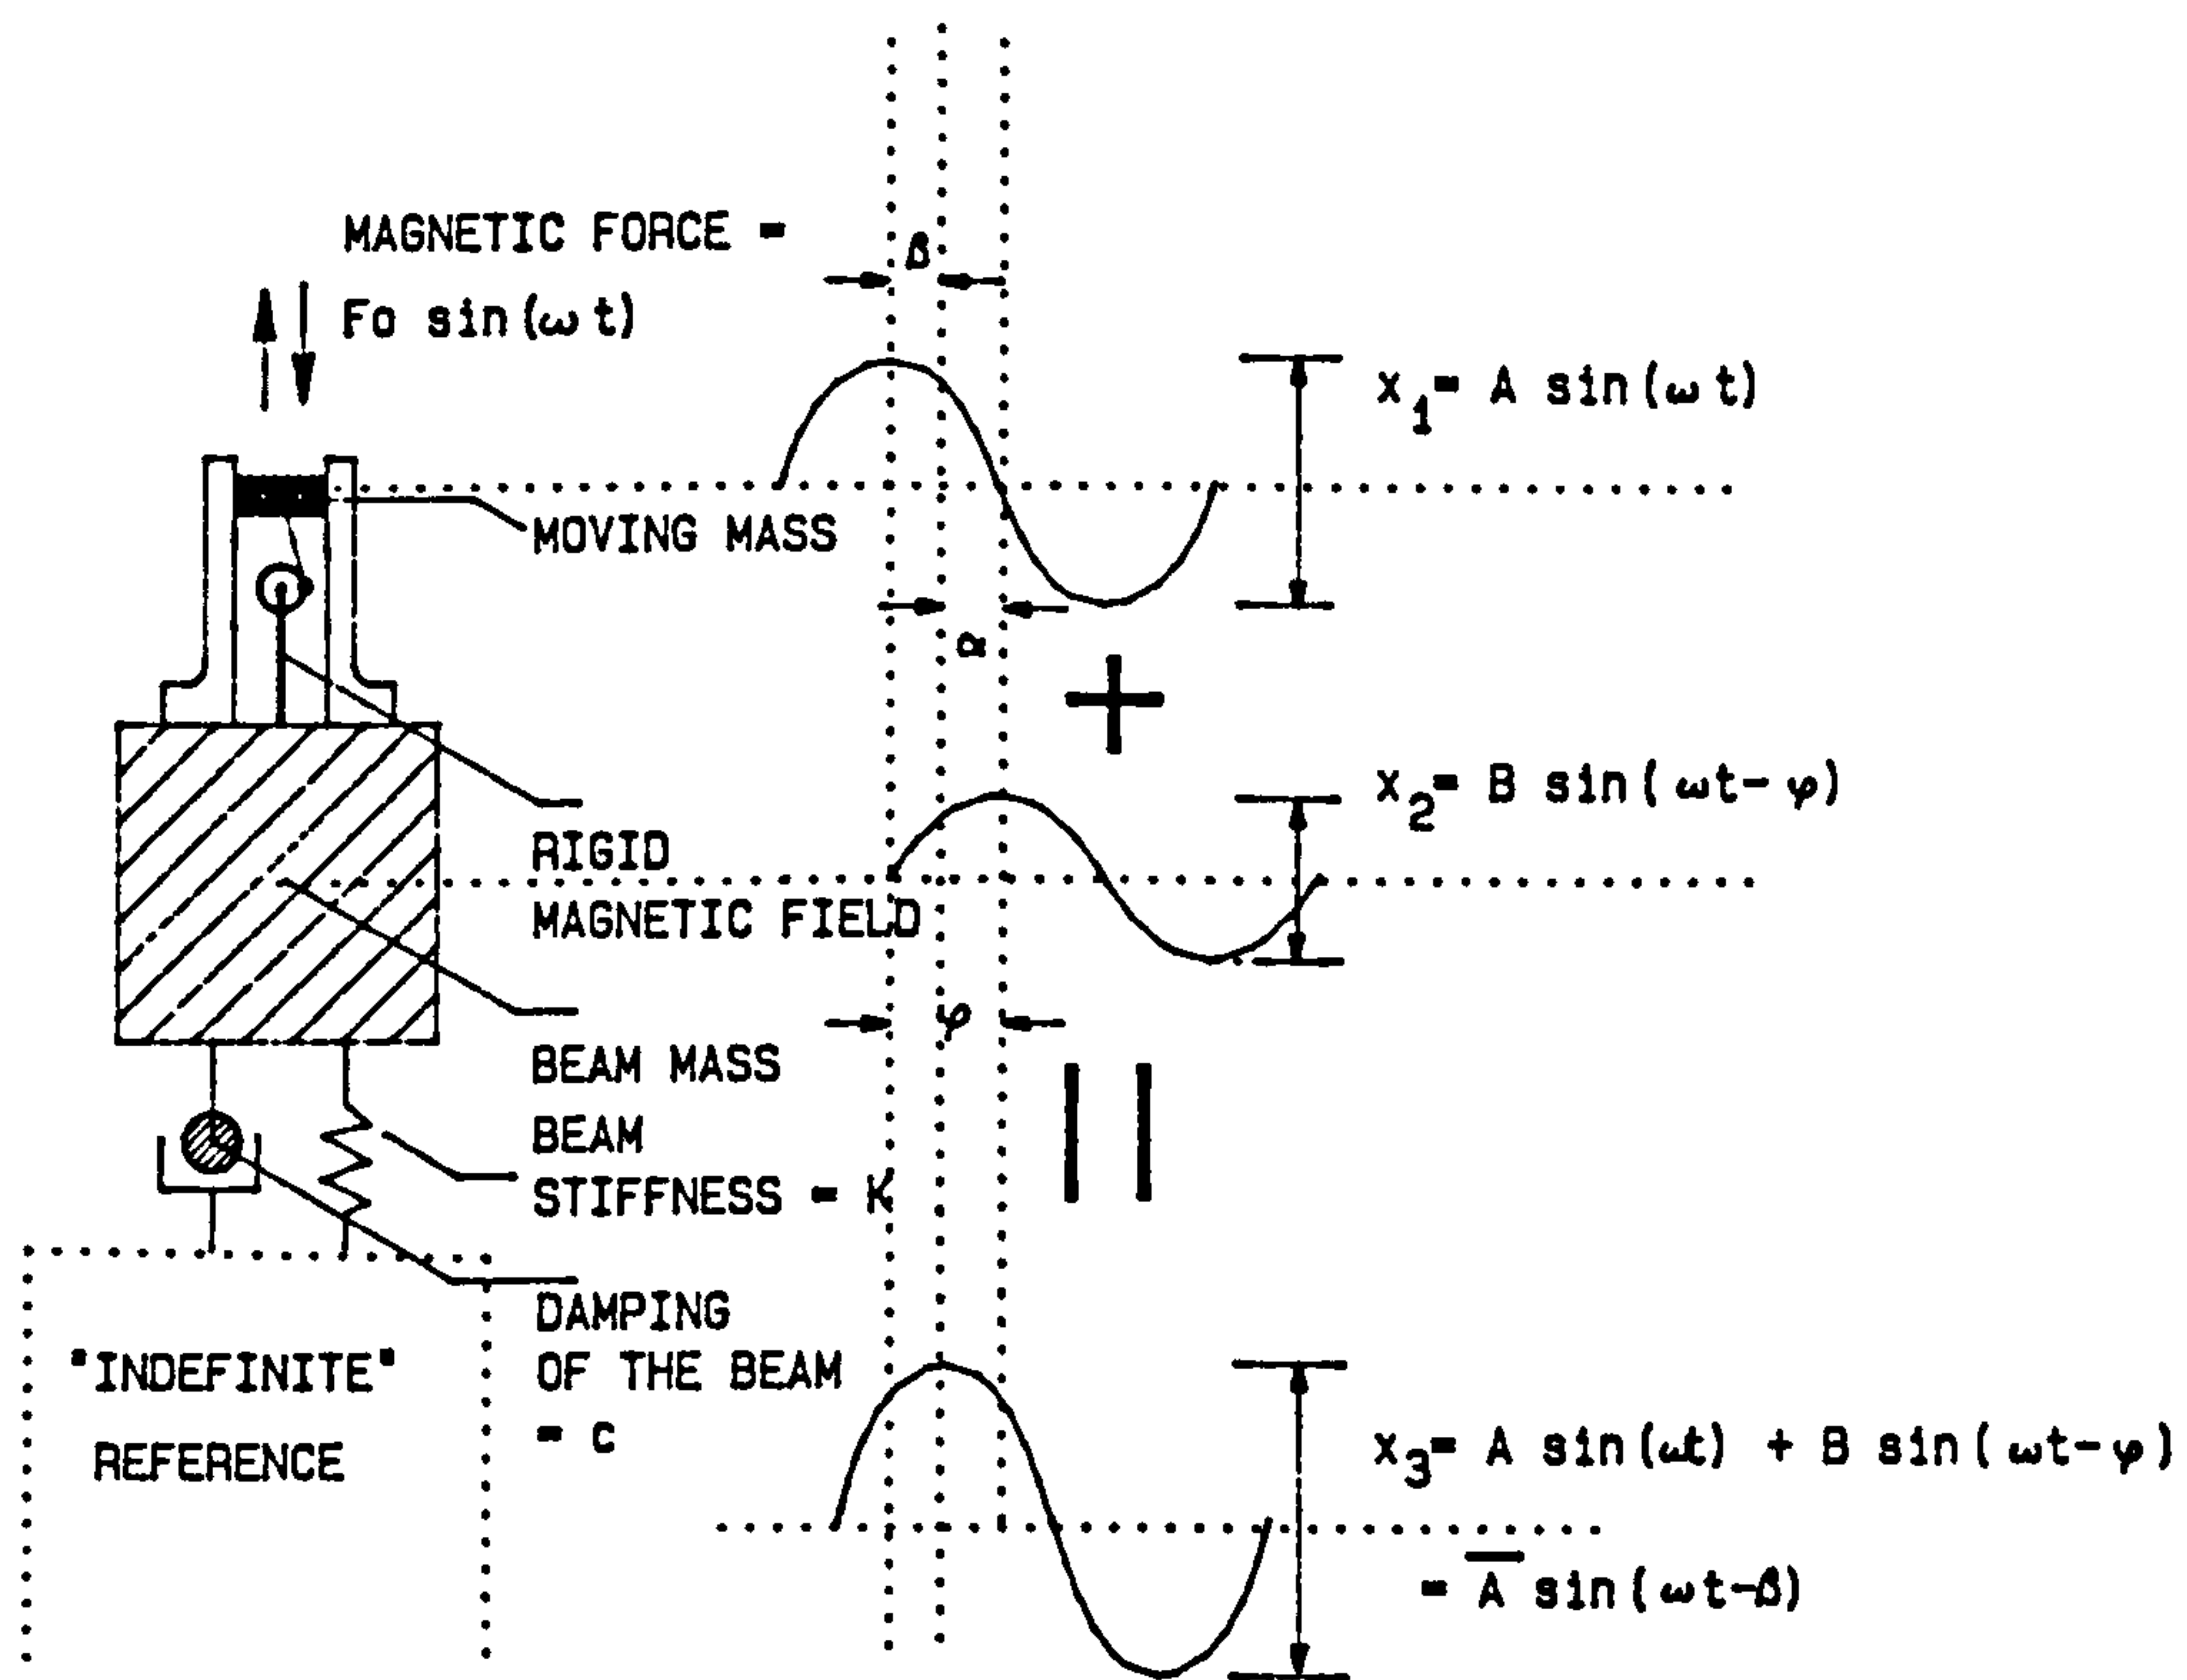 MAGNETIC FORCE =
Fo sin(ω t)
β
x₁= A sin(ω t)
MOVING MASS
α
x₂= B sin( ωt- φ)
RIGID
MAGNETIC FIELD
φ
BEAM MASS
BEAM
STIFFNESS = K
DAMPING
OF THE BEAM
= C
"INDEFINITE"
REFERENCE
x₃= A sin(ωt) + B sin( ωt-φ)
= A̅ sin(ωt-β)